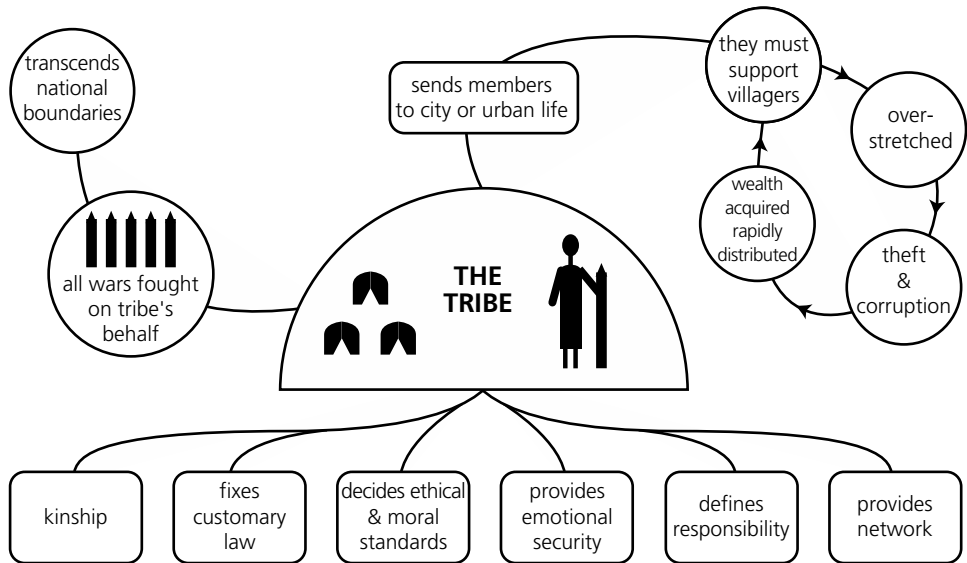 transcends
national
boundaries
all wars fought
on tribe's
behalf
sends members
to city or urban life
they must
support
villagers
over-
stretched
theft
&
corruption
wealth
acquired
rapidly
distributed
THE
TRIBE
kinship
fixes
customary
law
decides ethical
& moral
standards
provides
emotional
security
defines
responsibility
provides
network